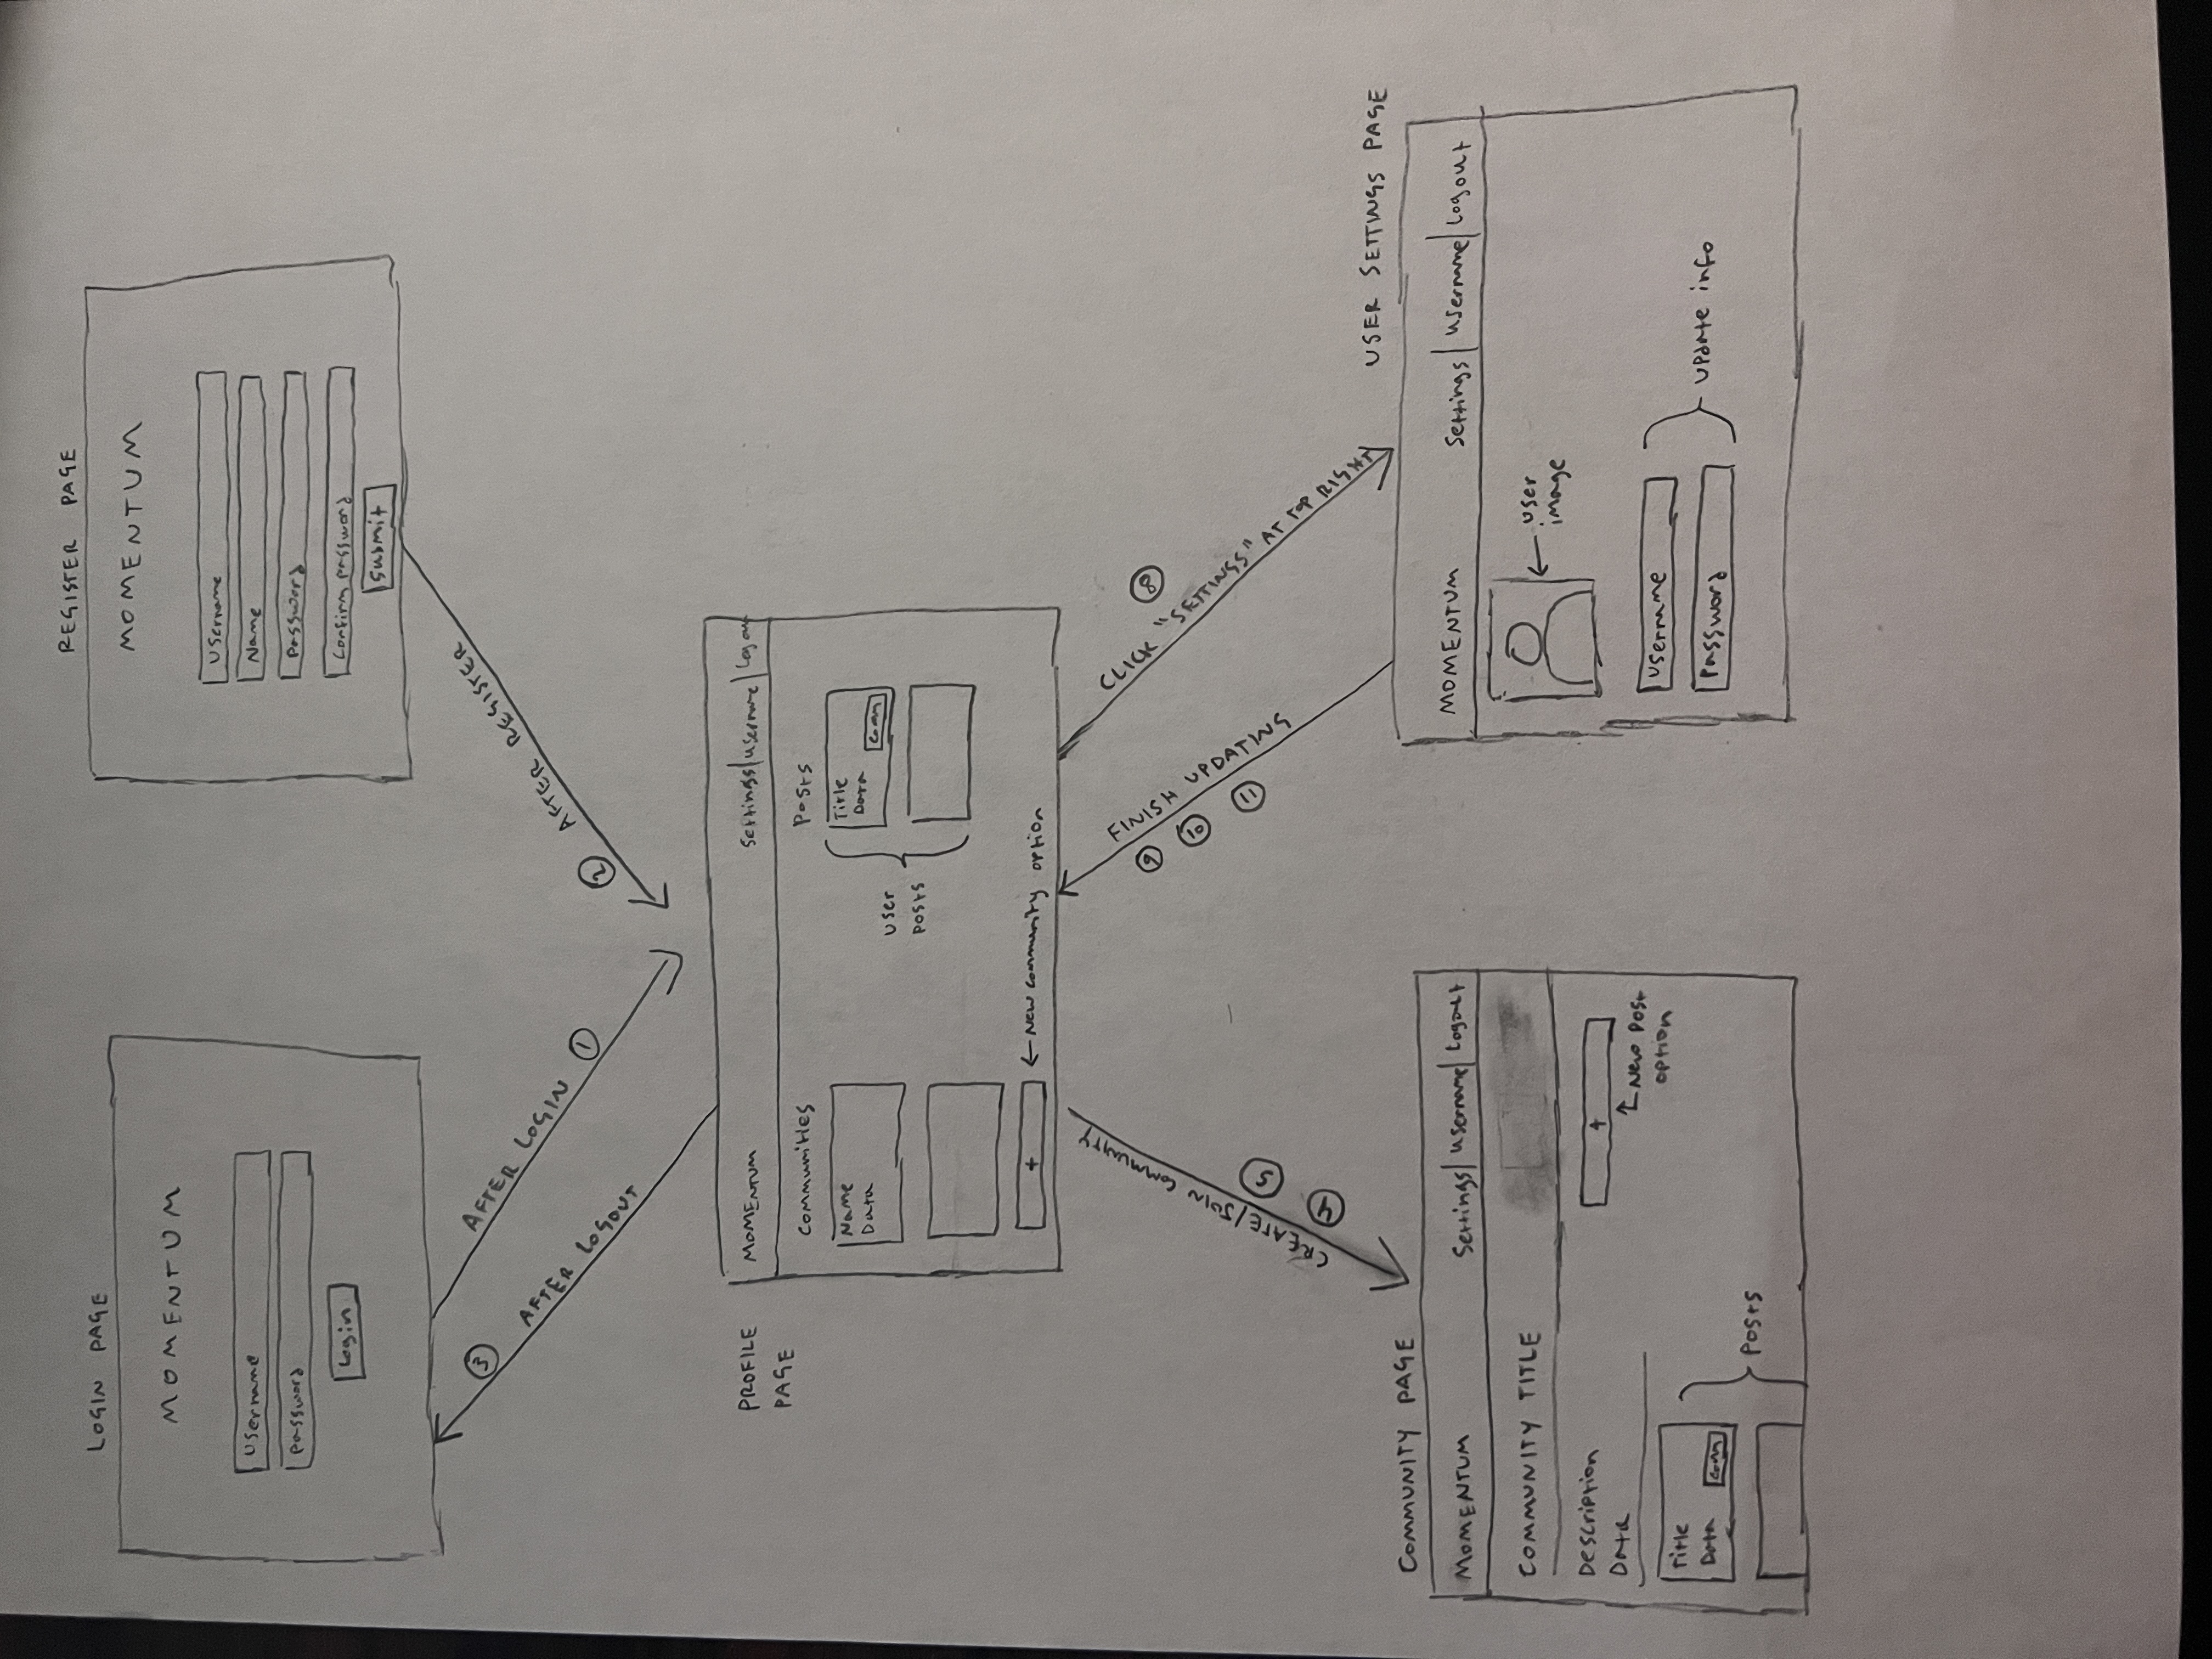 LOGIN PAGE
MOMENTUM
Username
Password
Login
REGISTER PAGE
MOMENTUM
Username
Name
Password
Confirm password
Submit
3 AFTER LOGOUT
AFTER LOGIN 1
2 AFTER REGISTER
PROFILE
PAGE
MOMENTUM
Settings|Username|Logout
Communities
Name
Data
+
← New community option
Posts
Title
Data
Comm
User
Posts
CREATE/JOIN COMMUNITY
4 5
FINISH UPDATING
9 10 11
CLICK "SETTINGS" AT TOP RIGHT
8
COMMUNITY PAGE
MOMENTUM
Settings|Username|Logout
COMMUNITY TITLE
Description
Data
+
New post
option
Title
Data
Comm
Posts
USER SETTINGS PAGE
MOMENTUM
Settings|Username|Logout
← User
image
Username
Password
Update info